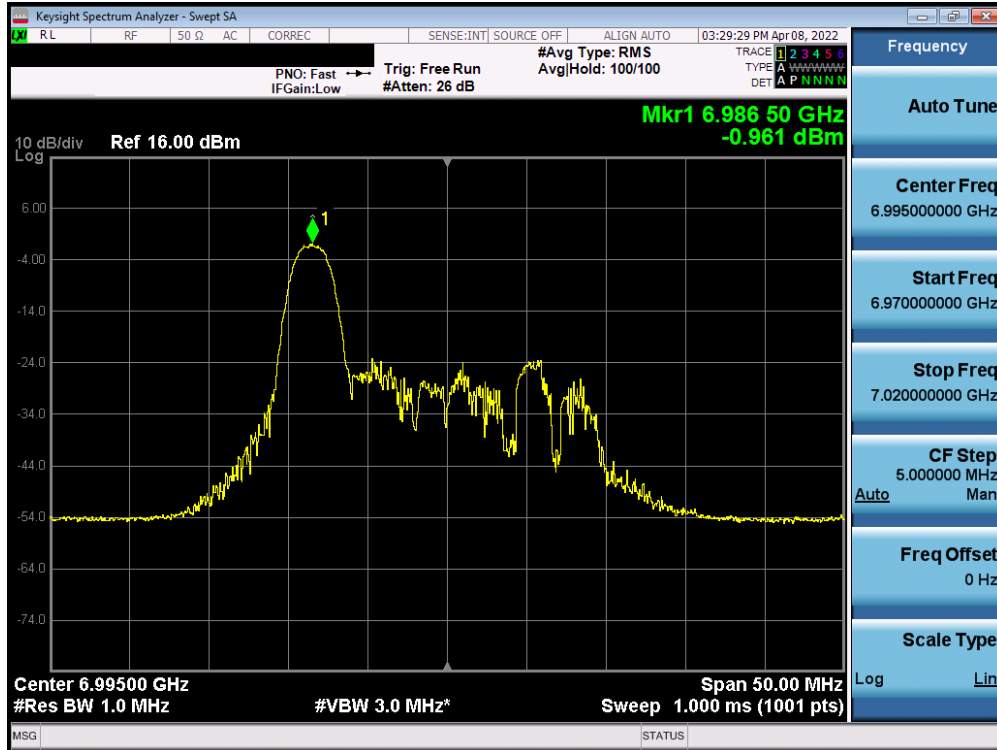 Keysight Spectrum Analyzer - Swept SA
LXI RL RF 50 Ω AC CORREC SENSE:INT SOURCE OFF ALIGN AUTO 03:29:29 PM Apr 08, 2022
PNO: Fast
IFGain:Low
Trig: Free Run
#Atten: 26 dB
#Avg Type: RMS
Avg|Hold: 100/100
TRACE 1 2 3 4 5 6
TYPE A WWWWW
DET A P N N N N
Mkr1 6.986 50 GHz
-0.961 dBm
10 dB/div Ref 16.00 dBm
Log
1
6.00
-4.00
-14.0
-24.0
-34.0
-44.0
-54.0
-64.0
-74.0
Center 6.99500 GHz Span 50.00 MHz
#Res BW 1.0 MHz #VBW 3.0 MHz* Sweep 1.000 ms (1001 pts)
MSG STATUS
Frequency
Auto Tune
Center Freq
6.995000000 GHz
Start Freq
6.970000000 GHz
Stop Freq
7.020000000 GHz
CF Step
5.000000 MHz
Auto Man
Freq Offset
0 Hz
Scale Type
Log Lin